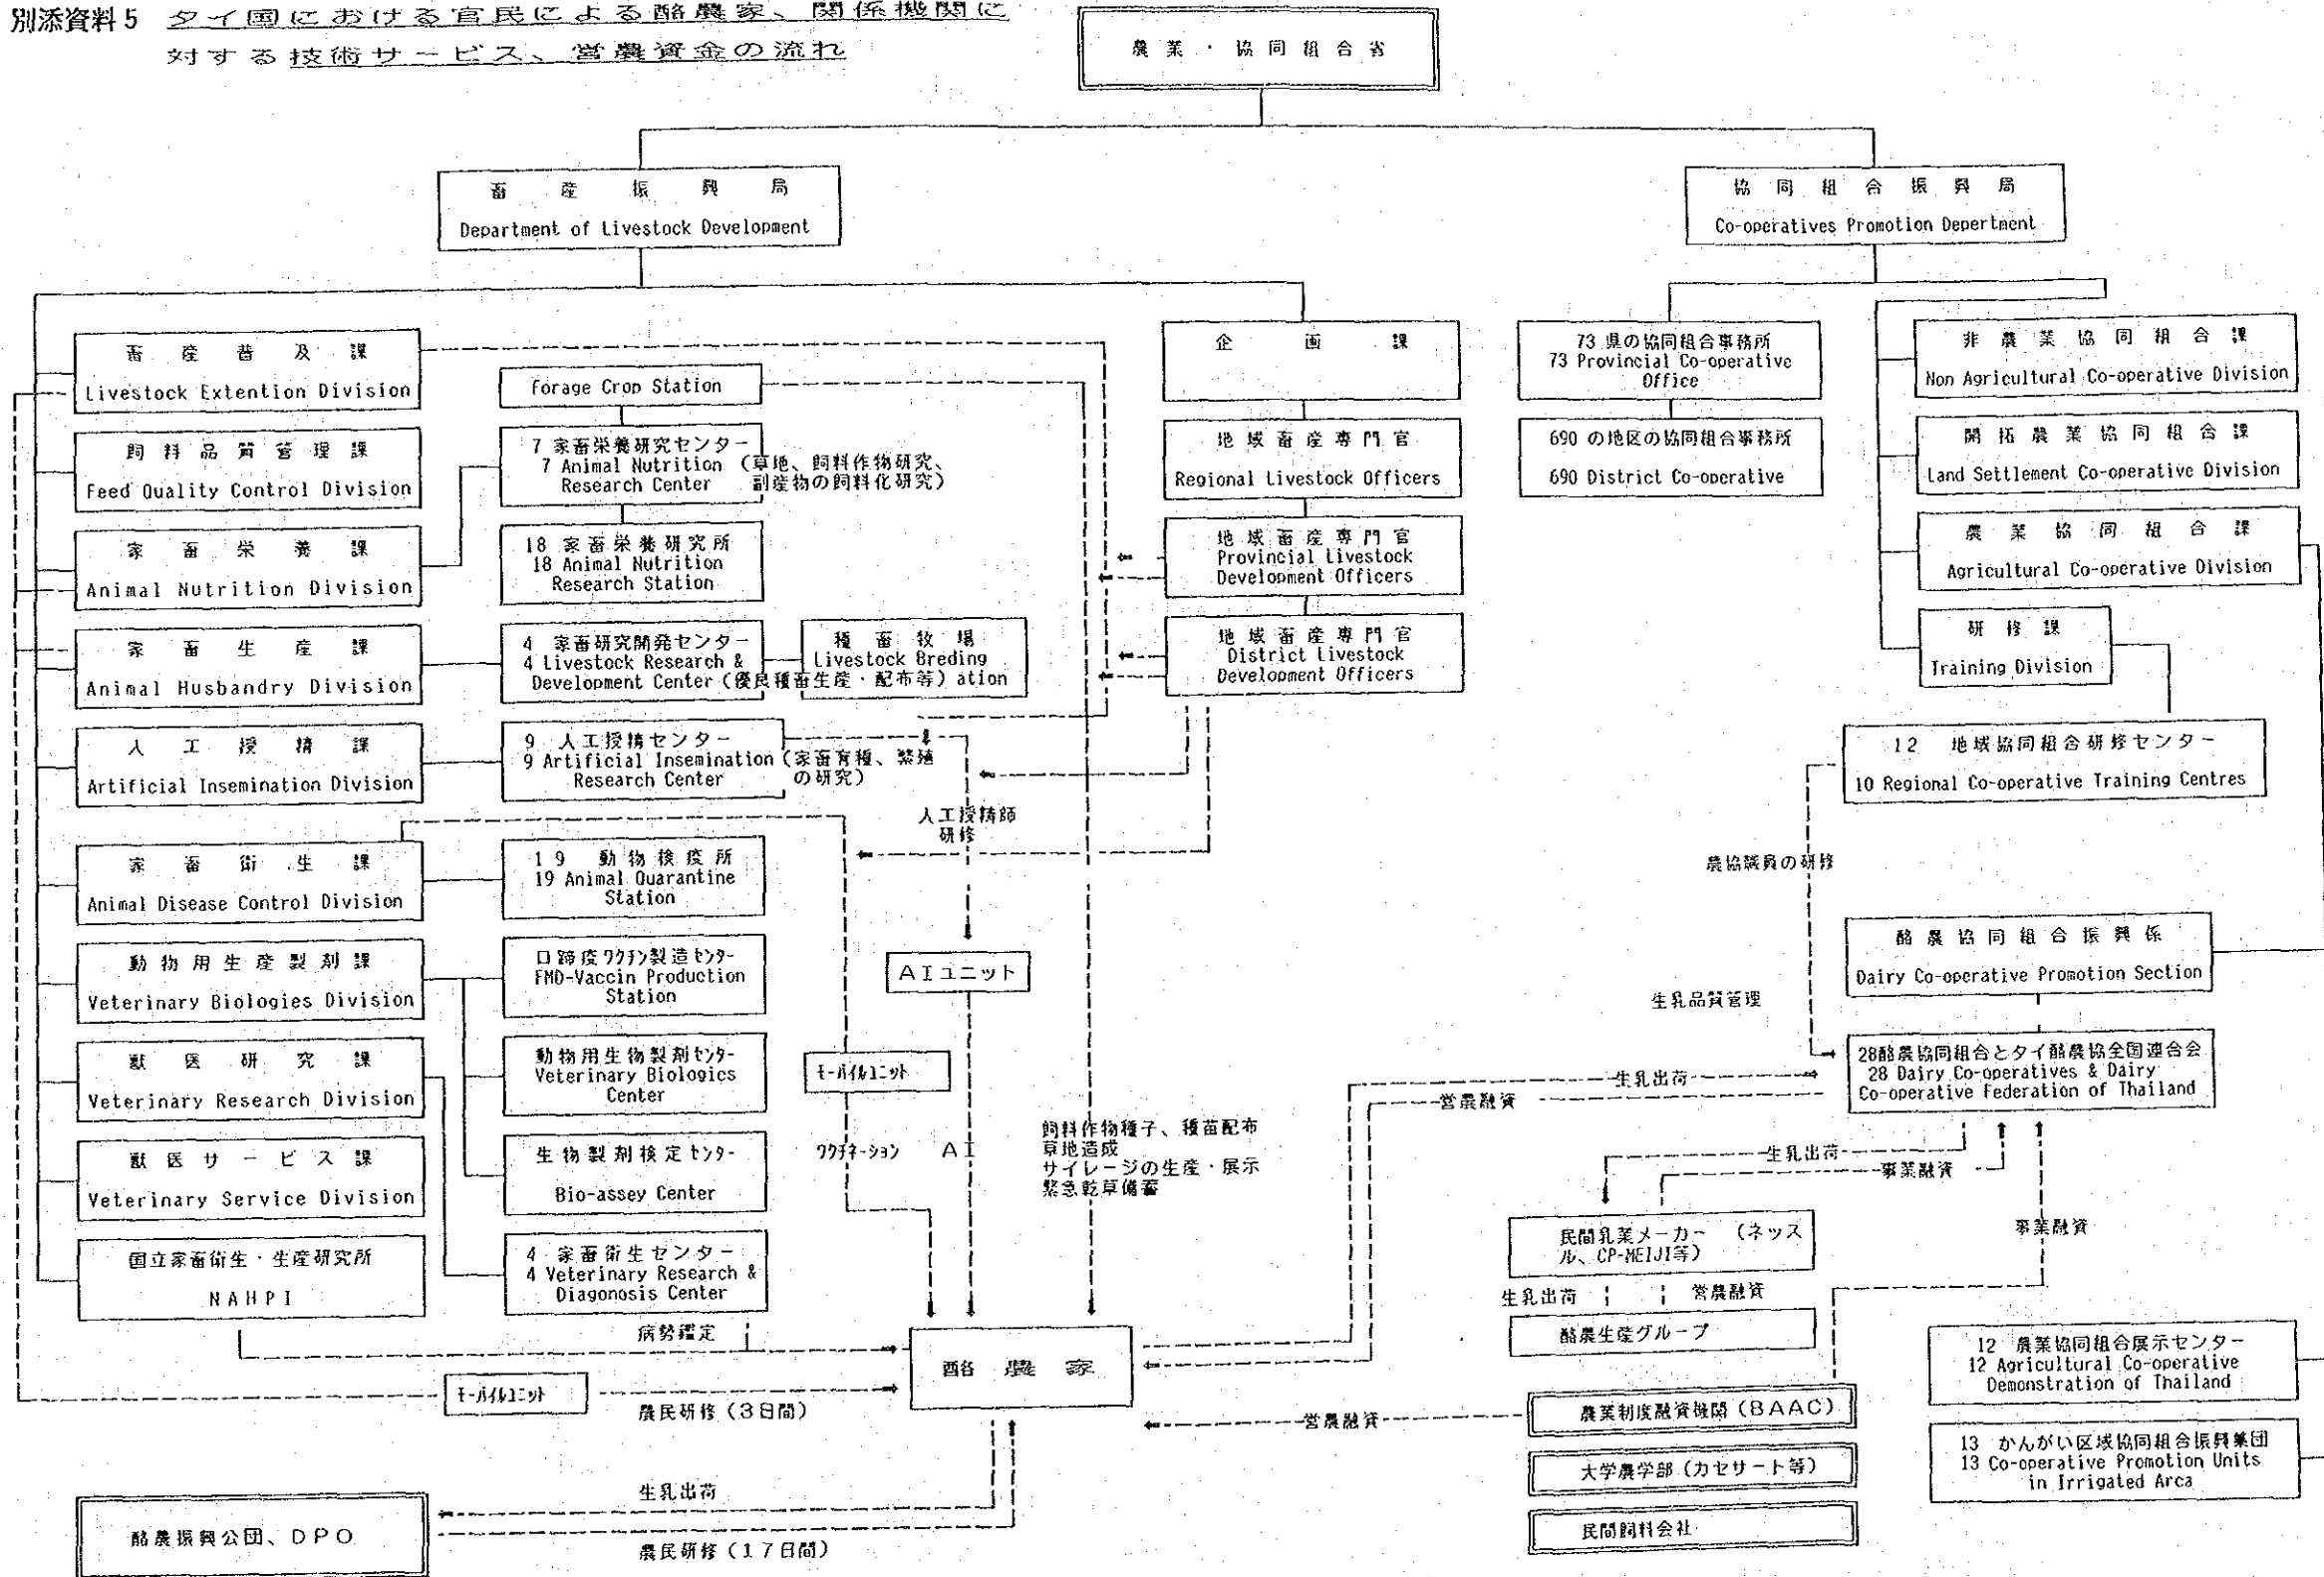 別添資料5 タイ国における官民による酪農家、関係機関に
対する技術サービス、営農資金の流れ
農業・協同組合省
畜産振興局
Department of Livestock Development
協同組合振興局
Co-operatives Promotion Depertment
畜産普及課
Livestock Extention Division
飼料品質管理課
Feed Quality Control Division
家畜栄養課
Animal Nutrition Division
家畜生産課
Animal Husbandry Division
人工授精課
Artificial Insemination Division
家畜衛生課
Animal Disease Control Division
動物用生産製剤課
Veterinary Biologies Division
獣医研究課
Veterinary Research Division
獣医サービス課
Veterinary Service Division
国立家畜衛生・生産研究所
NAHPI
Forage Crop Station
7 家畜栄養研究センター
7 Animal Nutrition (草地、飼料作物研究、
Research Center 副産物の飼料化研究)
18 家畜栄養研究所
18 Animal Nutrition
Research Station
4 家畜研究開発センター
4 Livestock Research &
Development Center (優良種畜生産・配布等) ation
種畜牧場
Livestock Breding
9 人工授精センター
9 Artificial Insemination (家畜育種、繁殖
Research Center の研究)
19 動物検疫所
19 Animal Quarantine
Station
口蹄疫ワクチン製造センター
FMD-Vaccin Production
Station
動物用生物製剤センター
Veterinary Biologics
Center
生物製剤検定センター
Bio-assey Center
4 家畜衛生センター
4 Veterinary Research &
Diagonosis Center
企画課
地域畜産専門官
Regional Livestock Officers
地域畜産専門官
Provincial Livestock
Development Officers
地域畜産専門官
District Livestock
Development Officers
人工授精師
研修
AIユニット
モーバイルユニット
ワクチネーション
AI
飼料作物種子、種苗配布
草地造成
サイレージの生産・展示
緊急乾草備蓄
病勢鑑定
酪農家
モーバイルユニット
農民研修(3日間)
生乳出荷
農民研修(17日間)
酪農振興公団、DPO
73 県の協同組合事務所
73 Provincial Co-operative
Office
690 の地区の協同組合事務所
690 District Co-operative
非農業協同組合課
Non Agricultural Co-operative Division
開拓農業協同組合課
Land Settlement Co-operative Division
農業協同組合課
Agricultural Co-operative Division
研修課
Training Division
12 地域協同組合研修センター
10 Regional Co-operative Training Centres
農協職員の研修
酪農協同組合振興係
Dairy Co-operative Promotion Section
生乳品質管理
28酪農協同組合とタイ酪農協全国連合会
28 Dairy Co-operatives & Dairy
Co-operative Federation of Thailand
生乳出荷
営農融資
生乳出荷
事業融資
事業融資
民間乳業メーカー (ネッス
ル、CP-MEIJI等)
生乳出荷
営農融資
酪農生産グループ
営農融資
農業制度融資機関(BAAC)
大学農学部(カセサート等)
民間飼料会社
12 農業協同組合展示センター
12 Agricultural Co-operative
Demonstration of Thailand
13 かんがい区域協同組合振興集団
13 Co-operative Promotion Units
in Irrigated Arca